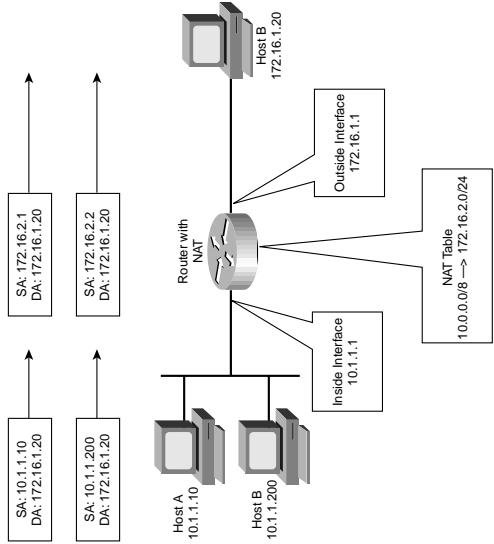 SA: 10.1.1.10
DA: 172.16.1.20
SA: 172.16.2.1
DA: 172.16.1.20
SA: 10.1.1.200
DA: 172.16.1.20
SA: 172.16.2.2
DA: 172.16.1.20
Host A
10.1.1.10
Host B
10.1.1.200
Router with
NAT
Host B
172.16.1.20
Inside Interface
10.1.1.1
Outside Interface
172.16.1.1
NAT Table
10.0.0.0/8 —> 172.16.2.0/24